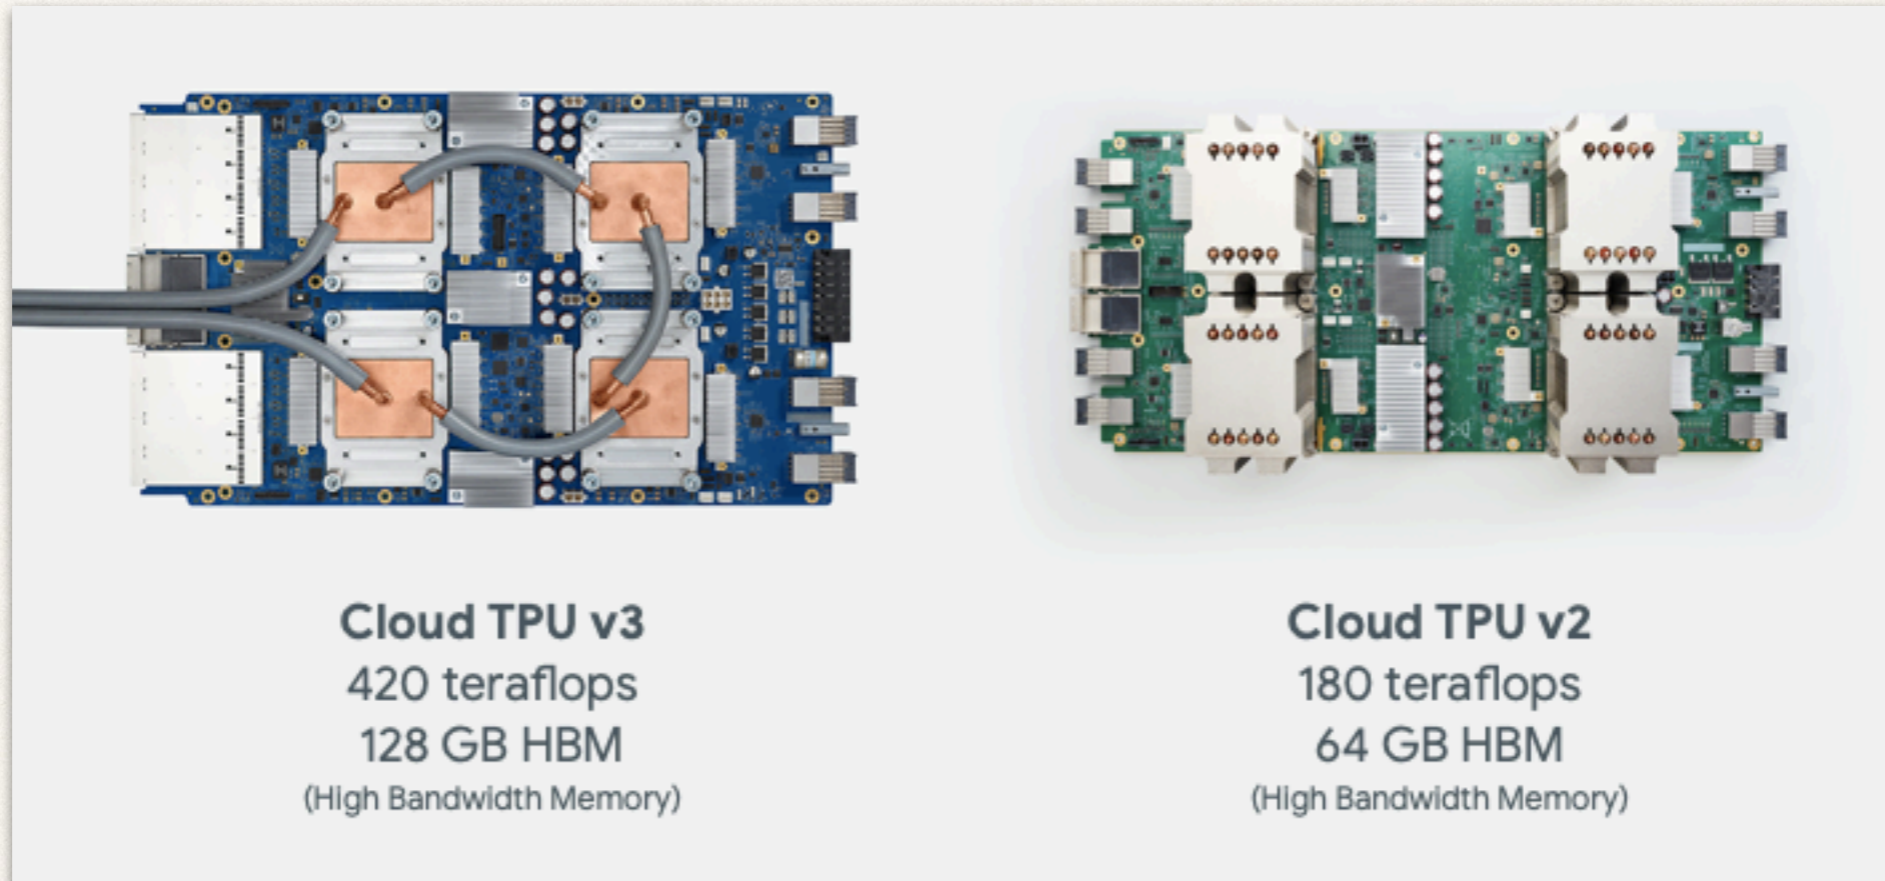 Cloud TPU v3
420 teraflops
128 GB HBM
(High Bandwidth Memory)
Cloud TPU v2
180 teraflops
64 GB HBM
(High Bandwidth Memory)